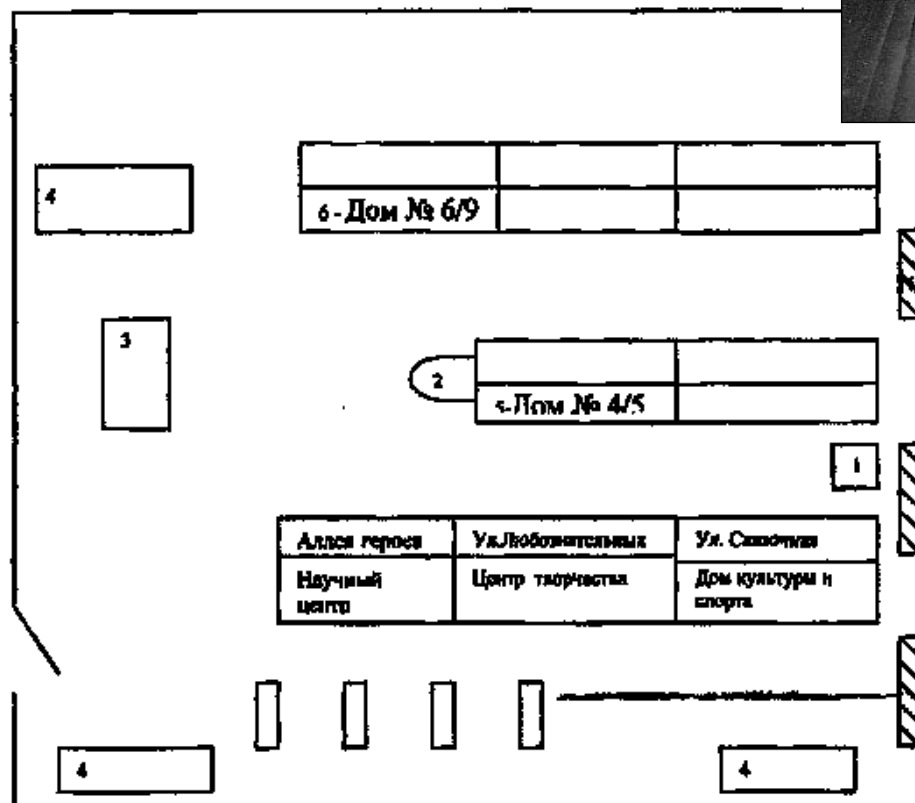 4
6 - Дом № 6/9
3
2
5-Дом № 4/5
1
Аллея героев
Ул.Любознательных
Ул. Сказочная
Научный центр
Центр творчества
Дом культуры и спорта
4
4